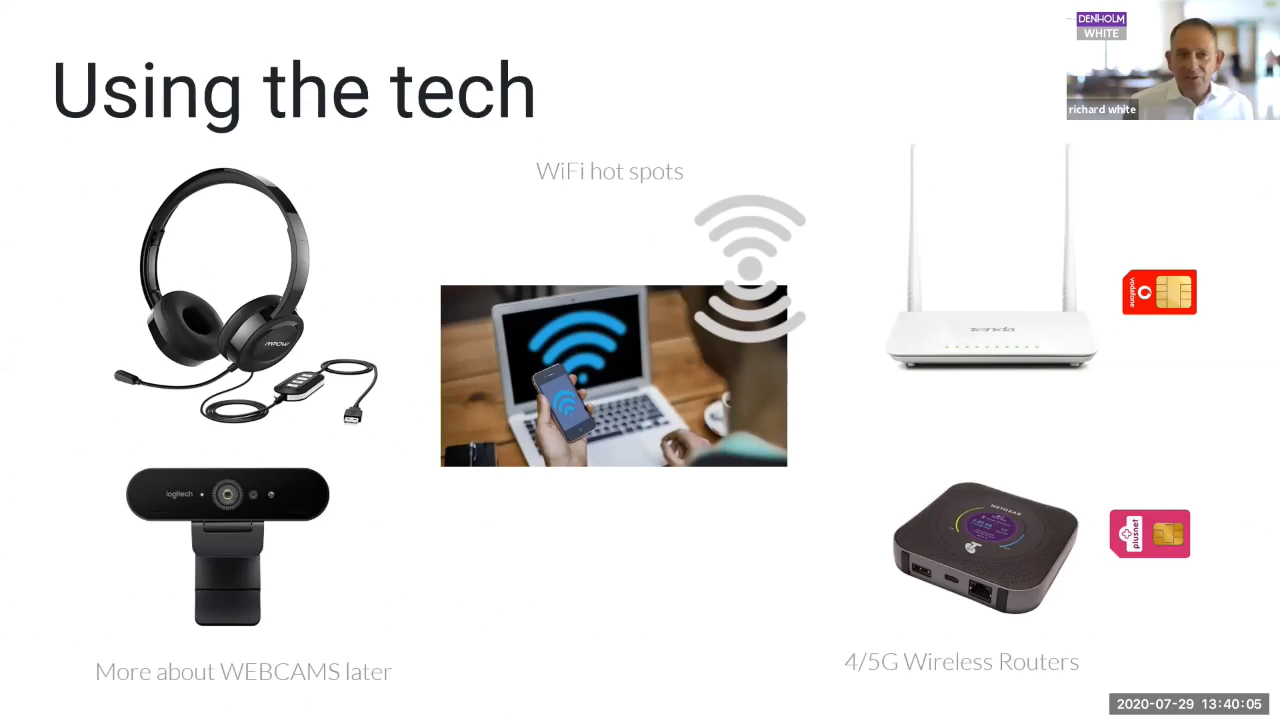 Using the tech
DENHOLM
WHITE
richard white
WiFi hot spots
MPOW
Tenda
vodafone
logitech
NETGEAR
plusnet
More about WEBCAMS later
4/5G Wireless Routers
2020-07-29 13:40:05